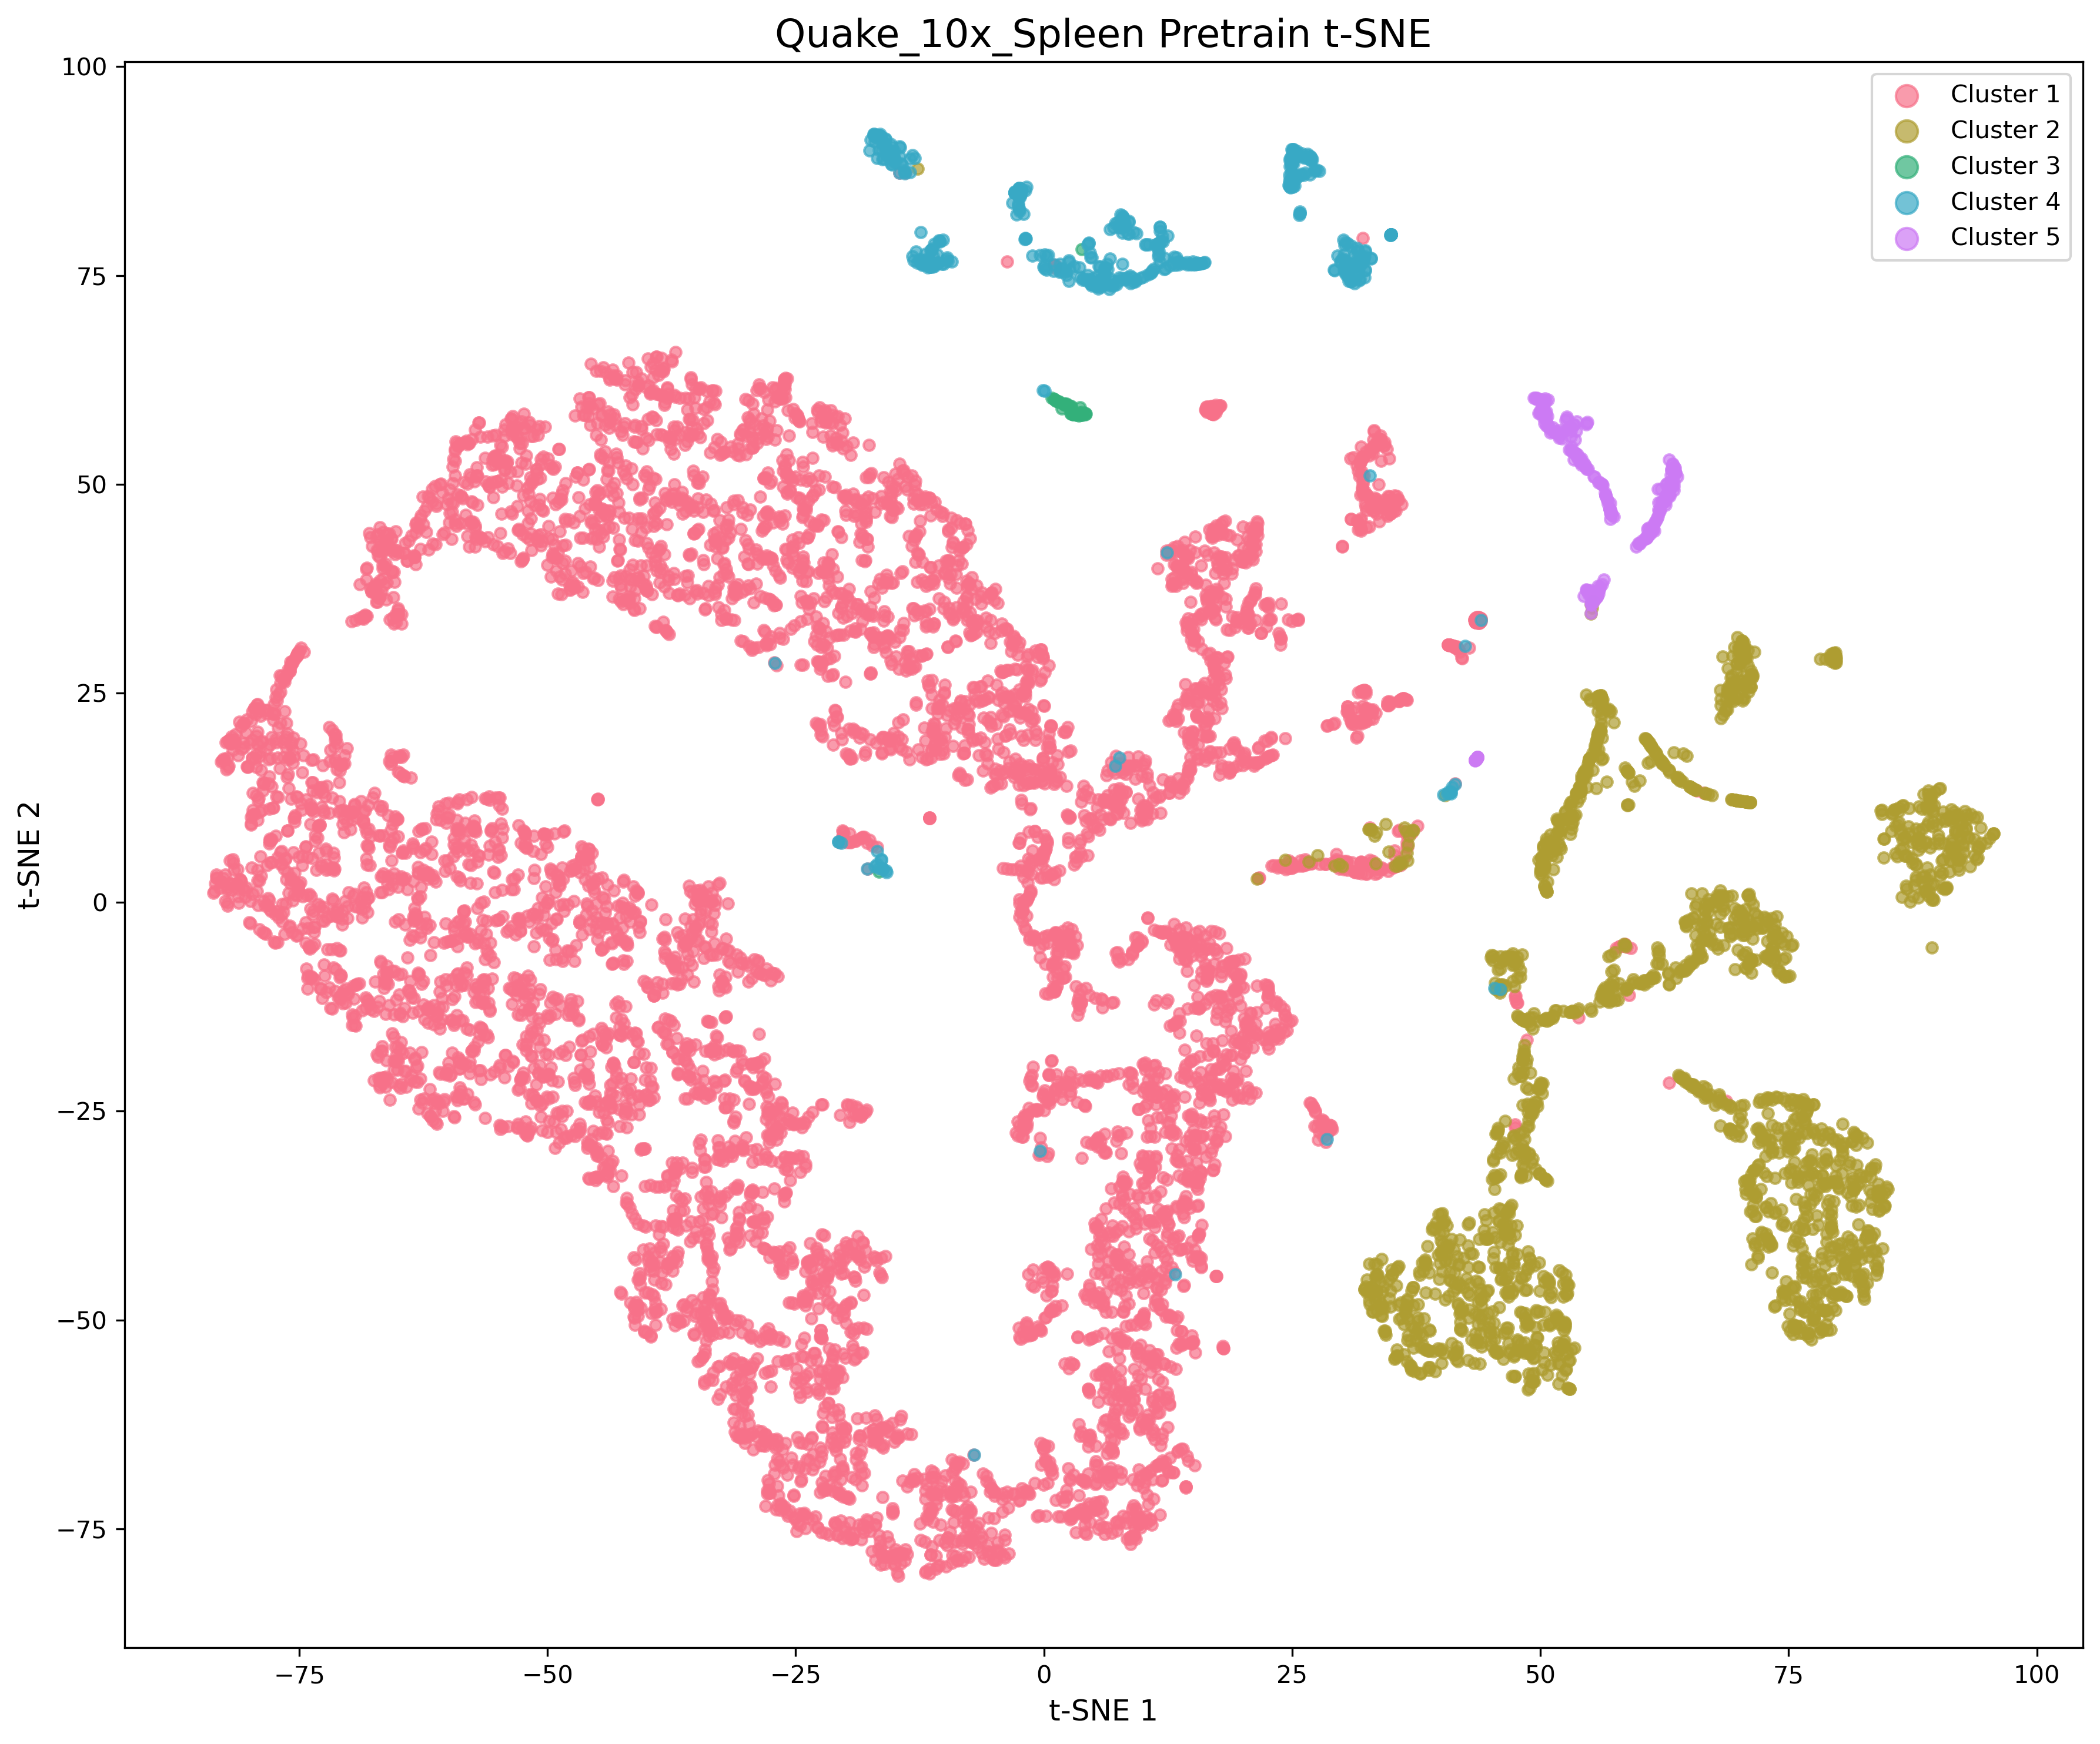 Quake_10x_Spleen Pretrain t-SNE
100
75
50
25
0
−25
−50
−75
t-SNE 2
Cluster 1
Cluster 2
Cluster 3
Cluster 4
Cluster 5
−75 −50 −25 0 25 50 75 100
t-SNE 1